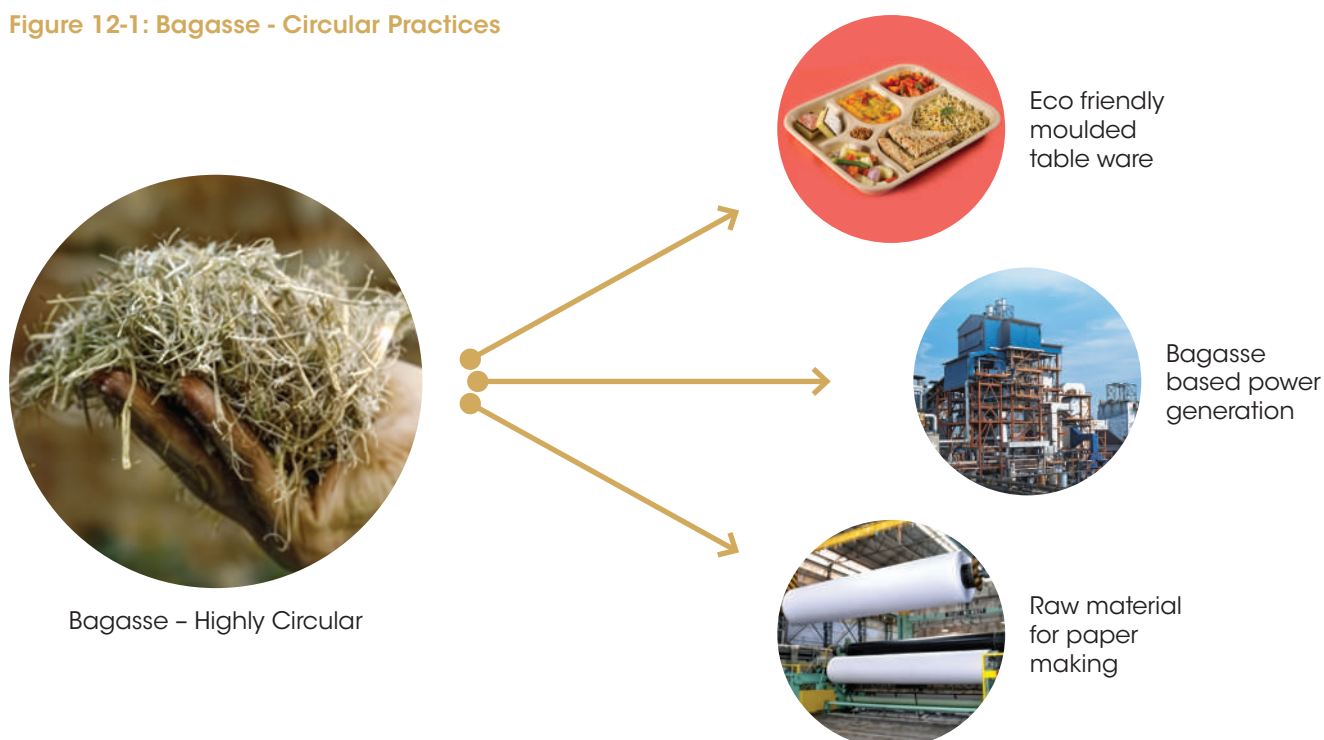 Figure 12-1: Bagasse - Circular Practices
Eco friendly
moulded
table ware
Bagasse
based power
generation
Bagasse – Highly Circular
Raw material
for paper
making